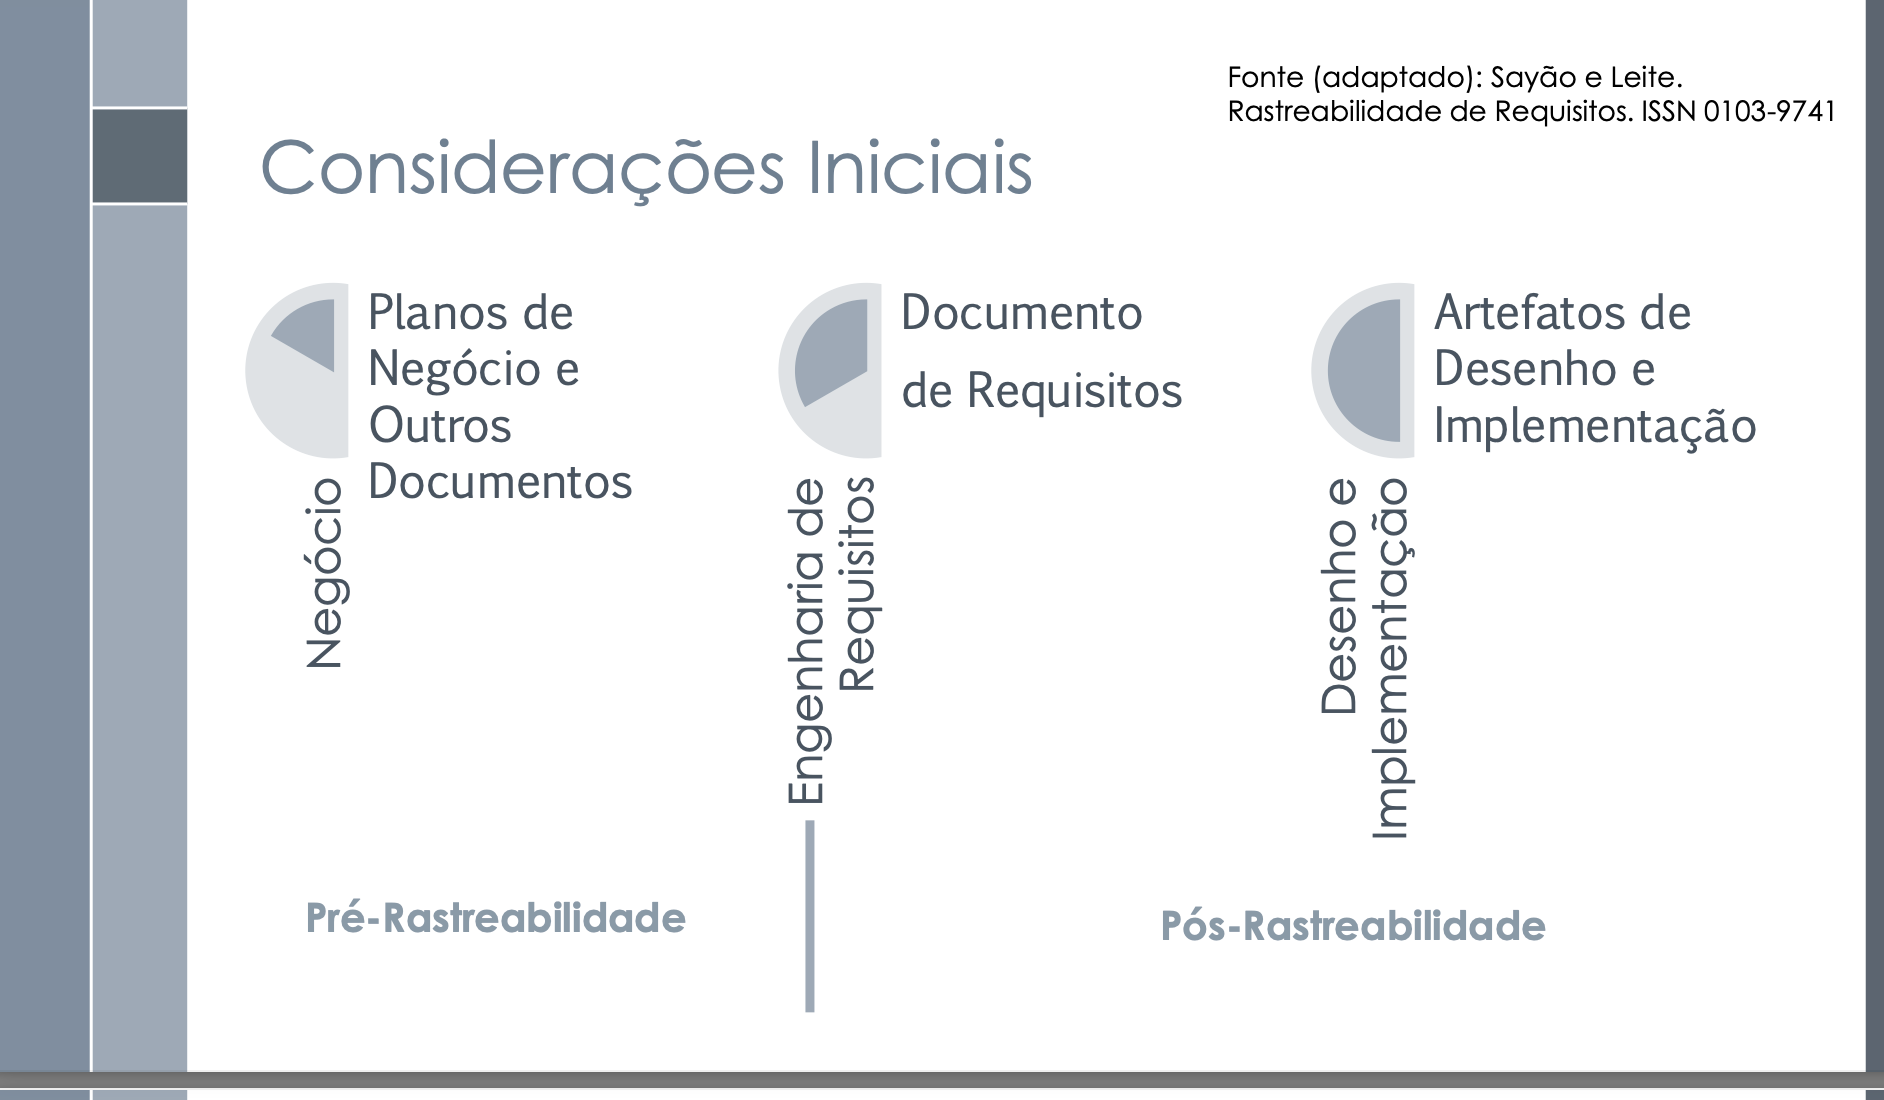 Fonte (adaptado): Sayão e Leite.
Rastreabilidade de Requisitos. ISSN 0103-9741
Considerações Iniciais
Planos de
Negócio e
Outros
Documentos
Negócio
Documento
de Requisitos
Engenharia de
Requisitos
Artefatos de
Desenho e
Implementação
Desenho e
Implementação
Pré-Rastreabilidade
Pós-Rastreabilidade